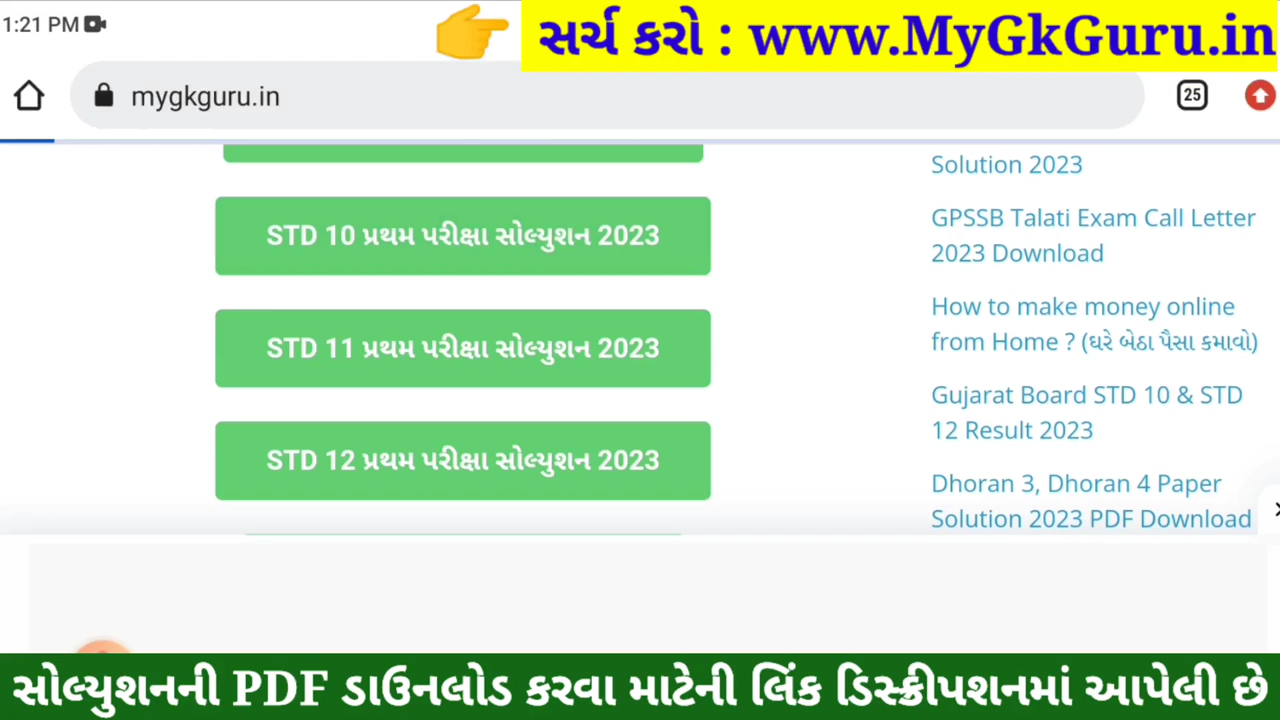 1:21 PM
સર્ચ કરો : www.MyGkGuru.in
mygkguru.in
25
STD 10 પ્રથમ પરીક્ષા સોલ્યુશન 2023
STD 11 પ્રથમ પરીક્ષા સોલ્યુશન 2023
STD 12 પ્રથમ પરીક્ષા સોલ્યુશન 2023
Solution 2023
GPSSB Talati Exam Call Letter
2023 Download
How to make money online
from Home ? (ઘરે બેઠા પૈસા કમાવો)
Gujarat Board STD 10 & STD
12 Result 2023
Dhoran 3, Dhoran 4 Paper
Solution 2023 PDF Download
સોલ્યુશનની PDF ડાઉનલોડ કરવા માટેની લિંક ડિસ્ક્રીપશનમાં આપેલી છે